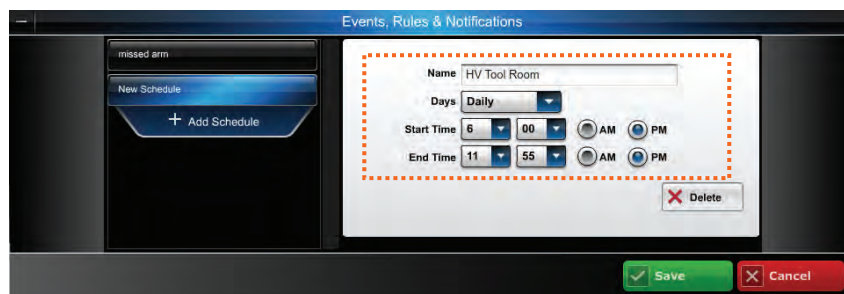 Events, Rules & Notifications
missed arm
New Schedule
+ Add Schedule
Name HV Tool Room
Days Daily
Start Time 6 00 AM PM
End Time 11 55 AM PM
Delete
Save Cancel